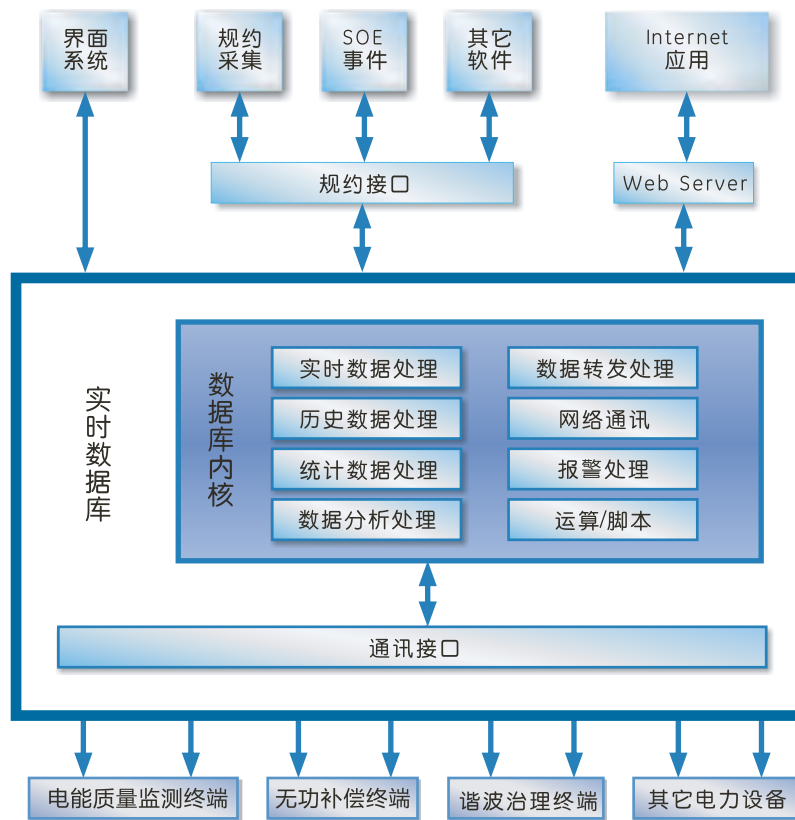 界面
系统
规约
采集
SOE
事件
其它
软件
Internet
应用
规约接口
Web Server
实时数据库
数据库内核
实时数据处理
历史数据处理
统计数据处理
数据分析处理
数据转发处理
网络通讯
报警处理
运算/脚本
通讯接口
电能质量监测终端
无功补偿终端
谐波治理终端
其它电力设备